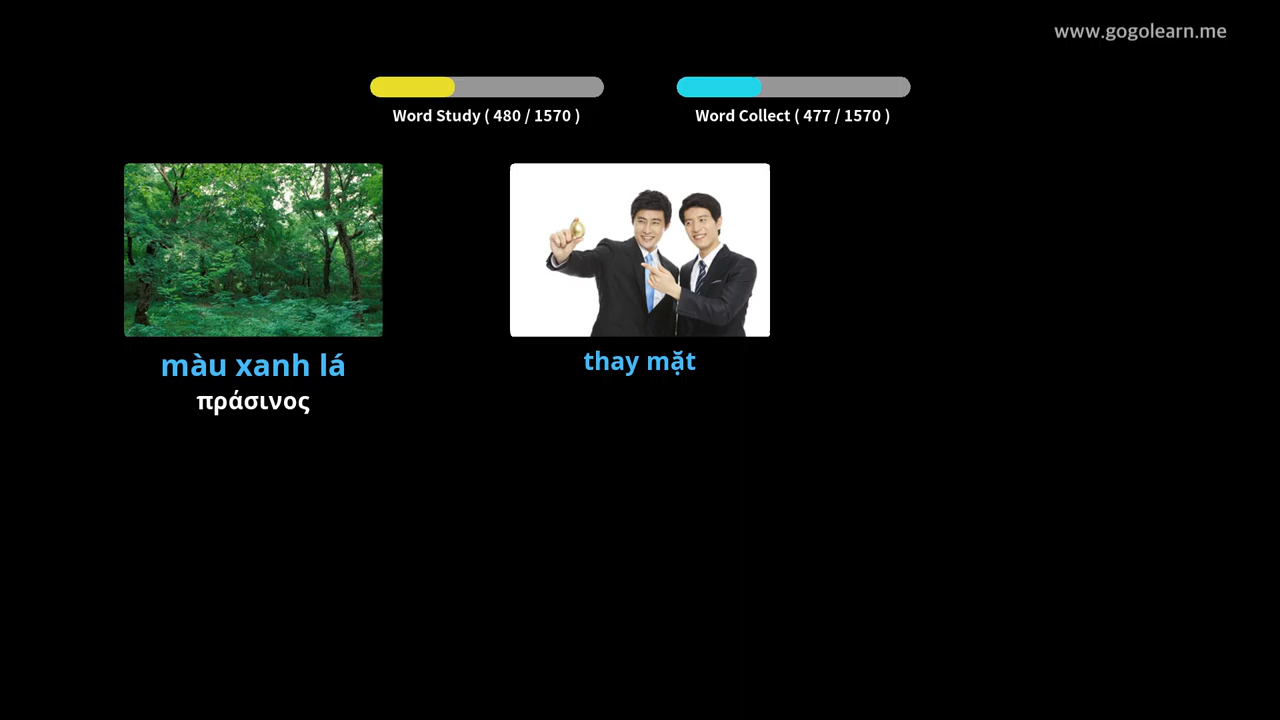 www.gogolearn.me
Word Study ( 480 / 1570 )
Word Collect ( 477 / 1570 )
màu xanh lá
πράσινος
thay mặt